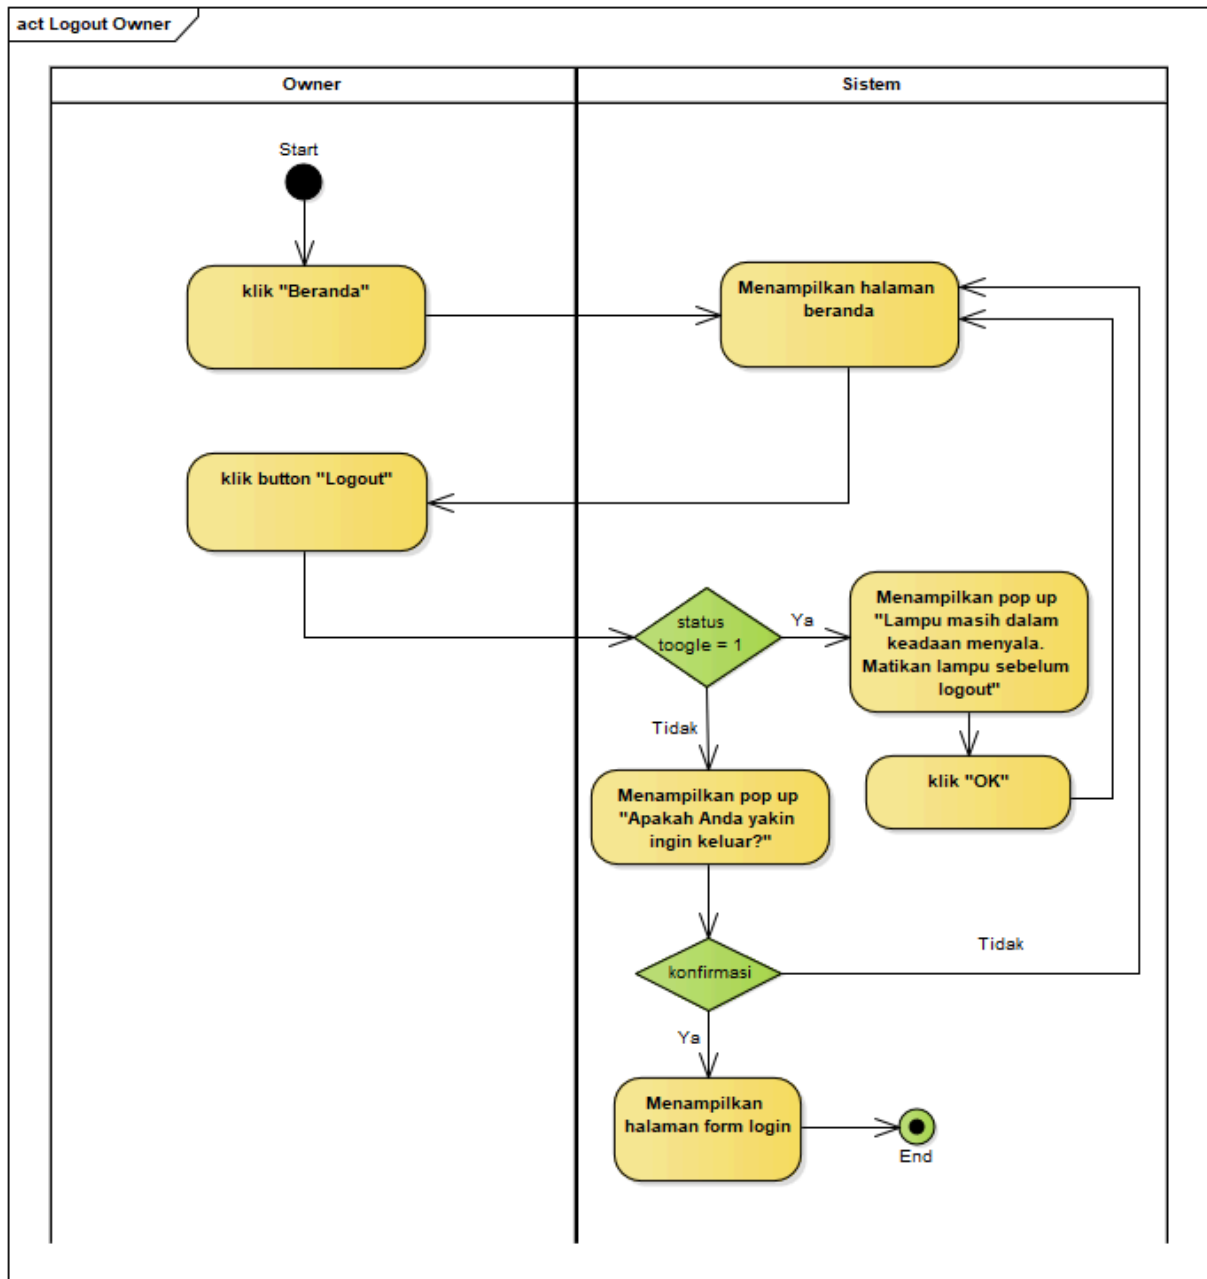 act Logout Owner
Owner
Sistem
Start
klik "Beranda"
Menampilkan halaman
beranda
klik button "Logout"
status
toogle = 1
Ya
Menampilkan pop up
"Lampu masih dalam
keadaan menyala.
Matikan lampu sebelum
logout"
Tidak
klik "OK"
Menampilkan pop up
"Apakah Anda yakin
ingin keluar?"
konfirmasi
Tidak
Ya
Menampilkan
halaman form login
End